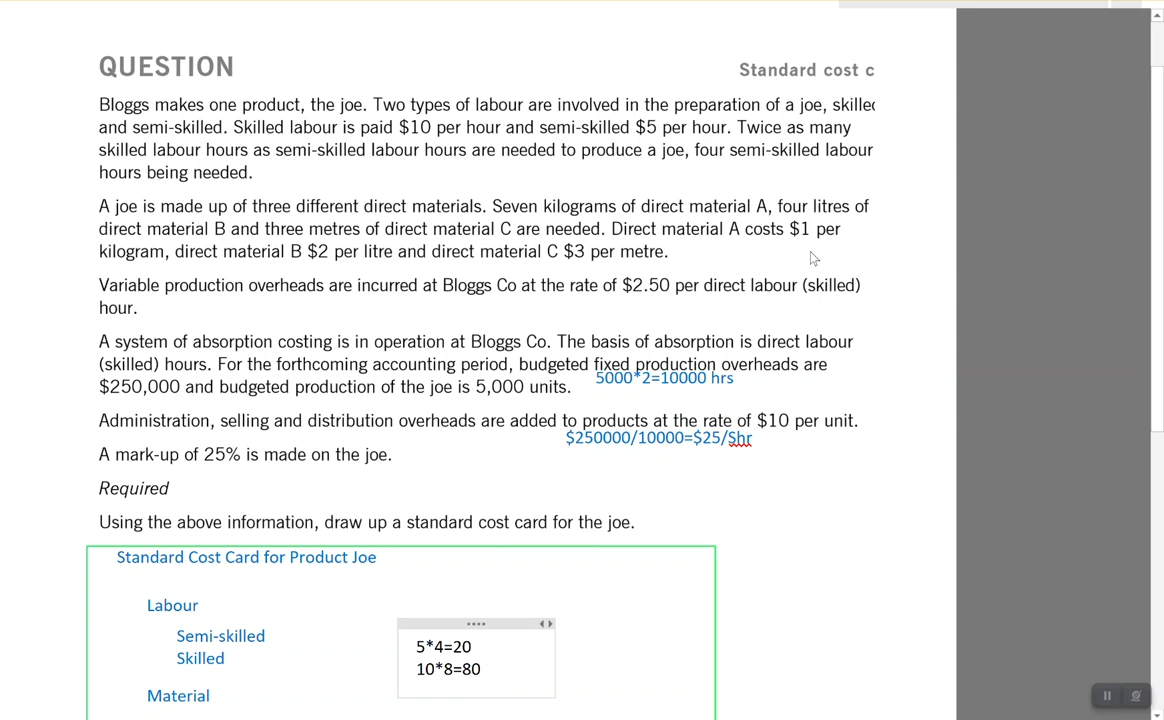 QUESTION
Standard cost c
Bloggs makes one product, the joe. Two types of labour are involved in the preparation of a joe, skilled
and semi-skilled. Skilled labour is paid $10 per hour and semi-skilled $5 per hour. Twice as many
skilled labour hours as semi-skilled labour hours are needed to produce a joe, four semi-skilled labour
hours being needed.
A joe is made up of three different direct materials. Seven kilograms of direct material A, four litres of
direct material B and three metres of direct material C are needed. Direct material A costs $1 per
kilogram, direct material B $2 per litre and direct material C $3 per metre.
Variable production overheads are incurred at Bloggs Co at the rate of $2.50 per direct labour (skilled)
hour.
A system of absorption costing is in operation at Bloggs Co. The basis of absorption is direct labour
(skilled) hours. For the forthcoming accounting period, budgeted fixed production overheads are
$250,000 and budgeted production of the joe is 5,000 units.
5000*2=10000 hrs
Administration, selling and distribution overheads are added to products at the rate of $10 per unit.
$250000/10000=$25/Shr
A mark-up of 25% is made on the joe.
Required
Using the above information, draw up a standard cost card for the joe.
Standard Cost Card for Product Joe
Labour
Semi-skilled
5*4=20
Skilled
10*8=80
Material